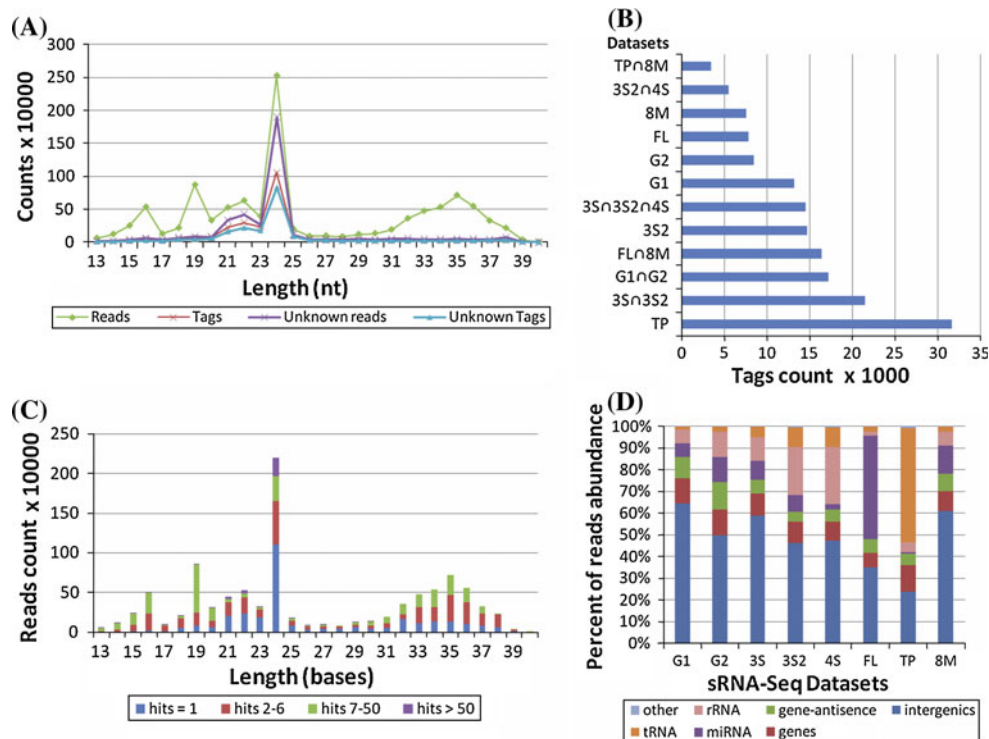 (A)
300
250
200
150
100
50
0
Counts x 10000
13 15 17 19 21 23 25 27 29 31 33 35 37 39
Length (nt)
Reads Tags Unknown reads Unknown Tags
(B)
Datasets
TP∩8M
3S2∩4S
8M
FL
G2
G1
3S∩3S2∩4S
3S2
FL∩8M
G1∩G2
3S∩3S2
TP
0 5 10 15 20 25 30 35
Tags count x 1000
(C)
250
200
150
100
50
0
Reads count x 10000
13 15 17 19 21 23 25 27 29 31 33 35 37 39
Length (bases)
hits = 1 hits 2-6 hits 7-50 hits > 50
(D)
100%
90%
80%
70%
60%
50%
40%
30%
20%
10%
0%
Percent of reads abundance
G1 G2 3S 3S2 4S FL TP 8M
sRNA-Seq Datasets
other rRNA gene-antisence intergenics
tRNA miRNA genes